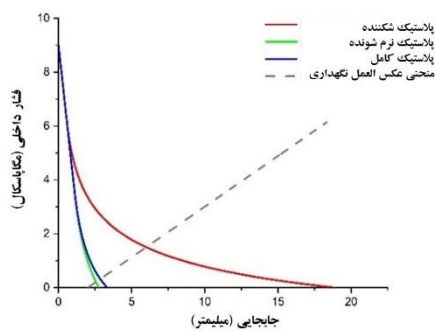 پلاستیک شکننده
پلاستیک نرم شونده
پلاستیک کامل
منحنی عکس العمل نگهداری
فشار داخلی (مگاپاسکال)
10
8
6
4
2
0
0 5 10 15 20
جابجایی (میلیمتر)